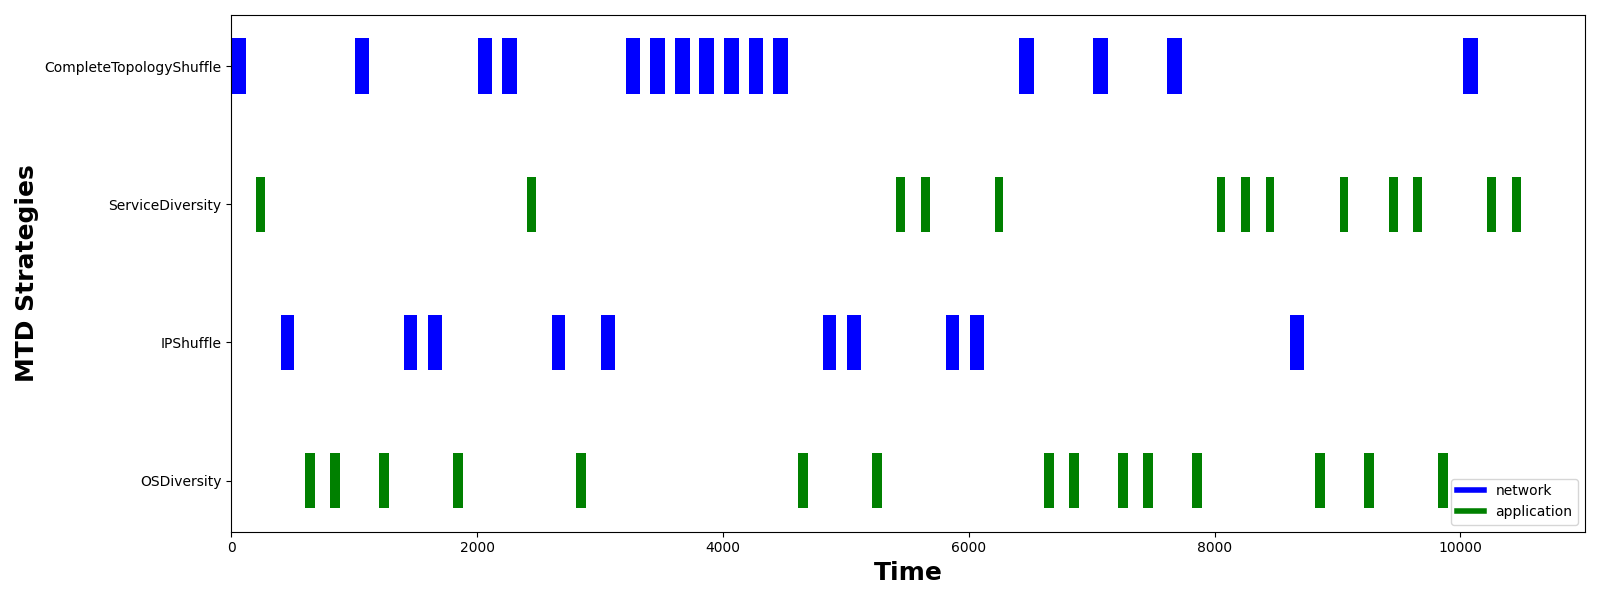 MTD Strategies
CompleteTopologyShuffle
ServiceDiversity
IPShuffle
OSDiversity
network
application
0 2000 4000 6000 8000 10000
Time